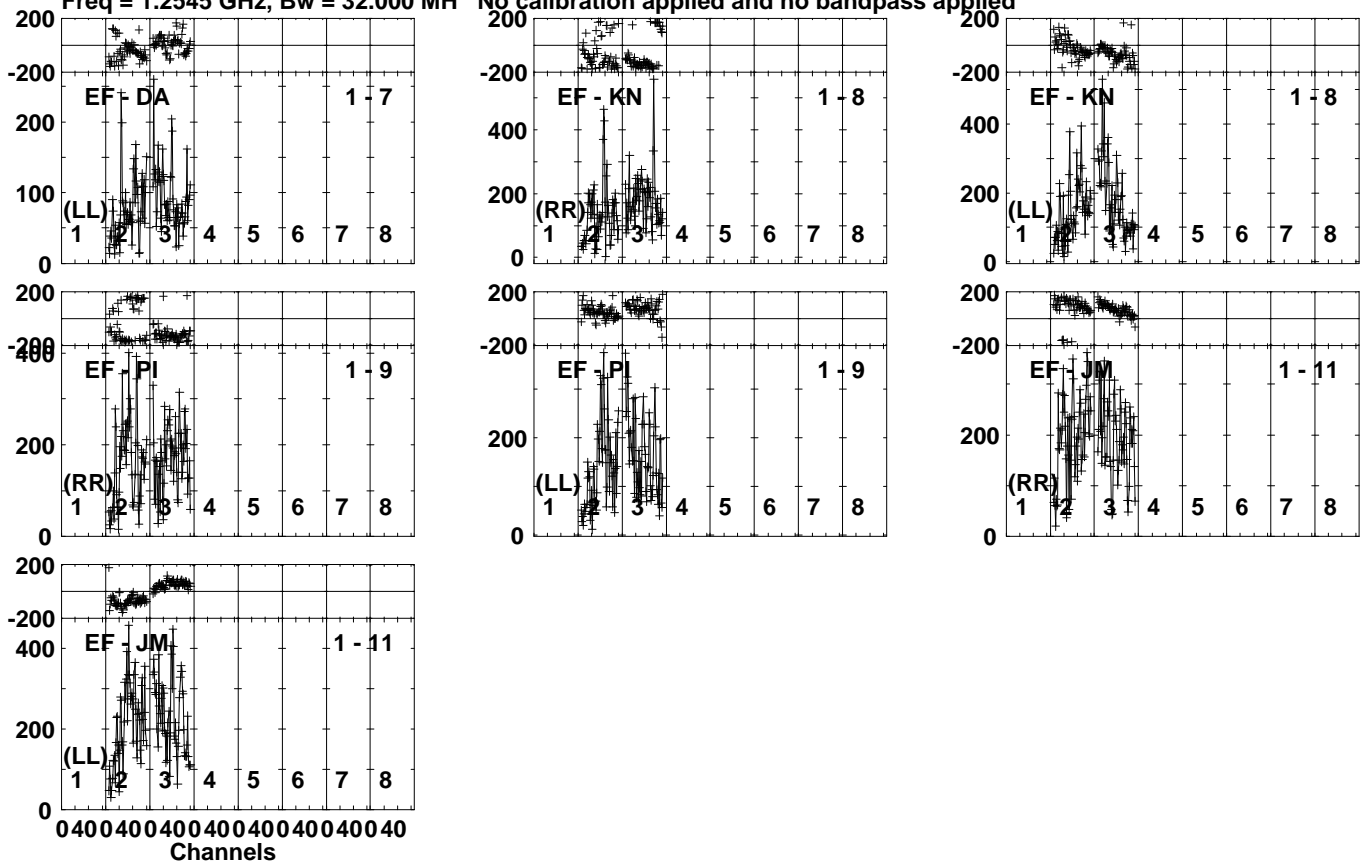 Freq = 1.2545 GHz, Bw = 32.000 MH No calibration applied and no bandpass applied
200
-200
EF - DA 1 - 7
200
100
(LL)
1 2 3 4 5 6 7 8
0
200
-200
EF - KN 1 - 8
400
200
(RR)
1 2 3 4 5 6 7 8
0
200
-200
EF - KN 1 - 8
400
200
(LL)
1 2 3 4 5 6 7 8
0
200
-200
400
EF - PI 1 - 9
200
(RR)
1 2 3 4 5 6 7 8
0
200
-200
EF - PI 1 - 9
200
(LL)
1 2 3 4 5 6 7 8
0
200
-200
EF - JM 1 - 11
200
(RR)
1 2 3 4 5 6 7 8
0
200
-200
EF - JM 1 - 11
400
200
(LL)
1 2 3 4 5 6 7 8
0
0 40 0 40 0 40 0 40 0 40 0 40 0 40 0 40
Channels